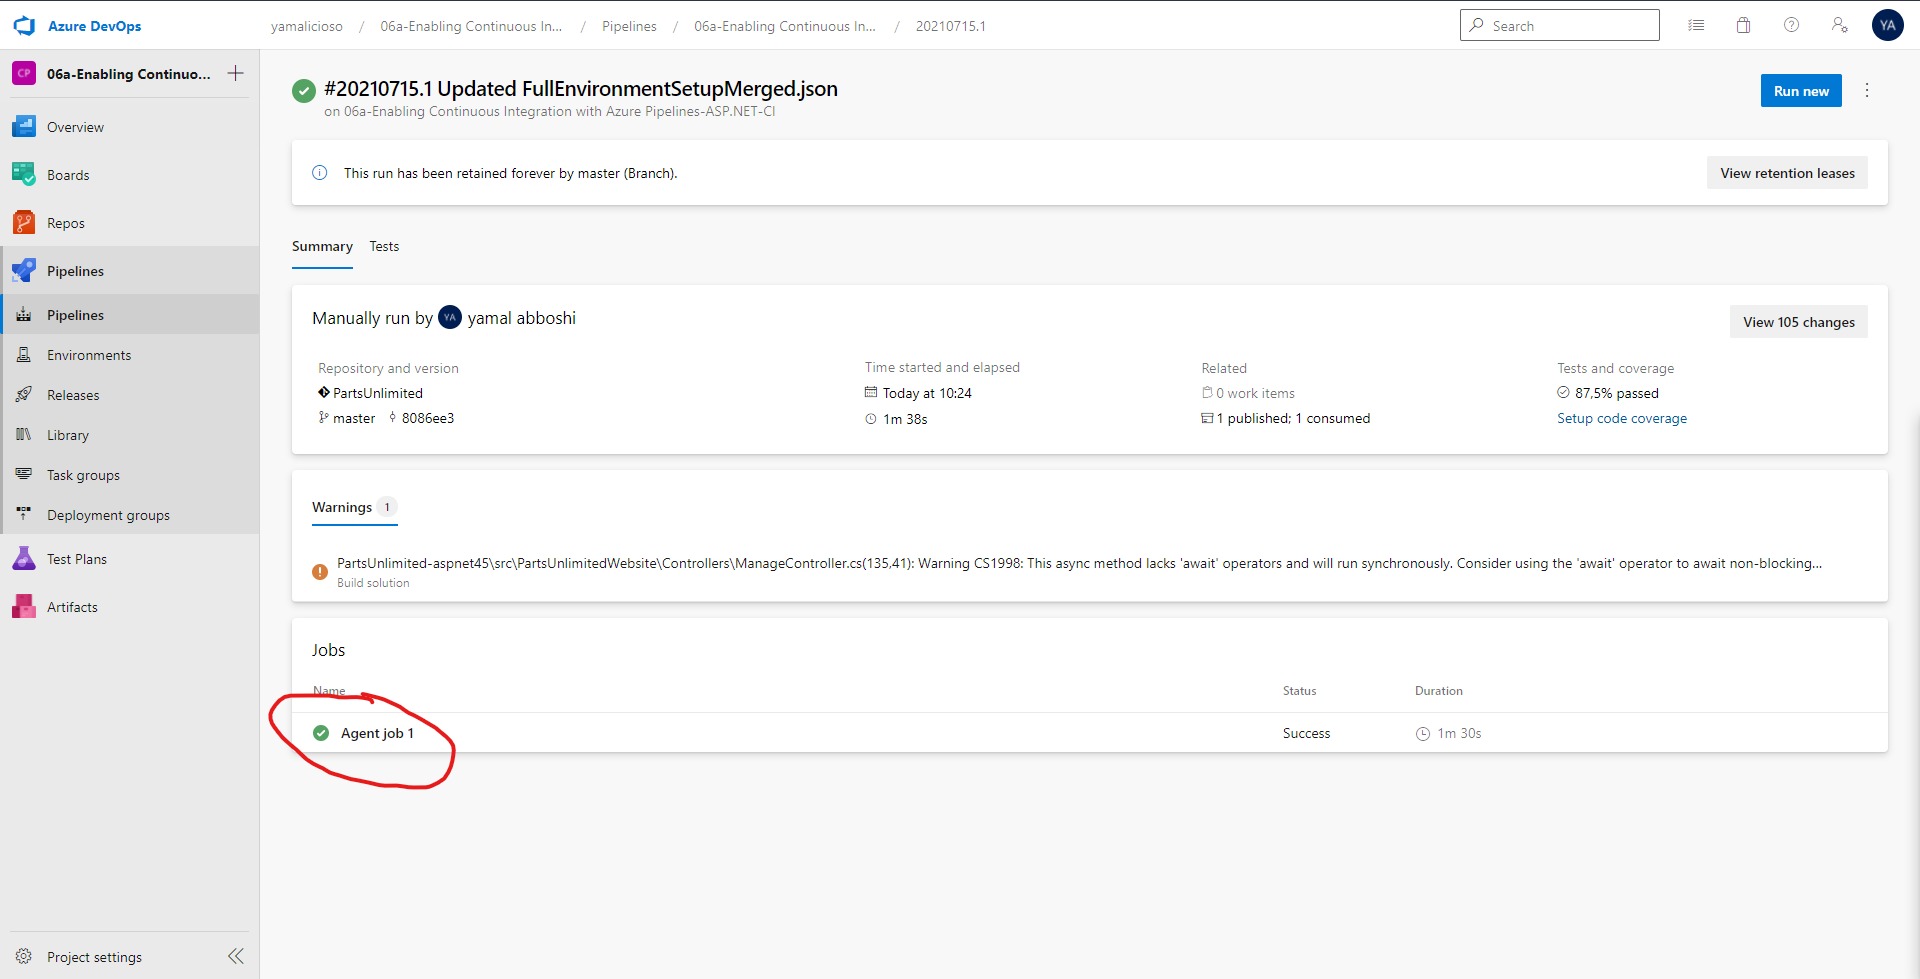 Azure DevOps
yamalicioso / 06a-Enabling Continuous In... / Pipelines / 06a-Enabling Continuous In... / 20210715.1
Search
YA
CP 06a-Enabling Continuo...
Overview
Boards
Repos
Pipelines
Pipelines
Environments
Releases
Library
Task groups
Deployment groups
Test Plans
Artifacts
Project settings
#20210715.1 Updated FullEnvironmentSetupMerged.json
on 06a-Enabling Continuous Integration with Azure Pipelines-ASP.NET-CI
Run new
This run has been retained forever by master (Branch).
View retention leases
Summary Tests
Manually run by YA yamal abboshi
View 105 changes
Repository and version
PartsUnlimited
master 8086ee3
Time started and elapsed
Today at 10:24
1m 38s
Related
0 work items
1 published; 1 consumed
Tests and coverage
87,5% passed
Setup code coverage
Warnings 1
PartsUnlimited-aspnet45\src\PartsUnlimitedWebsite\Controllers\ManageController.cs(135,41): Warning CS1998: This async method lacks 'await' operators and will run synchronously. Consider using the 'await' operator to await non-blocking...
Build solution
Jobs
Name Status Duration
Agent job 1 Success 1m 30s